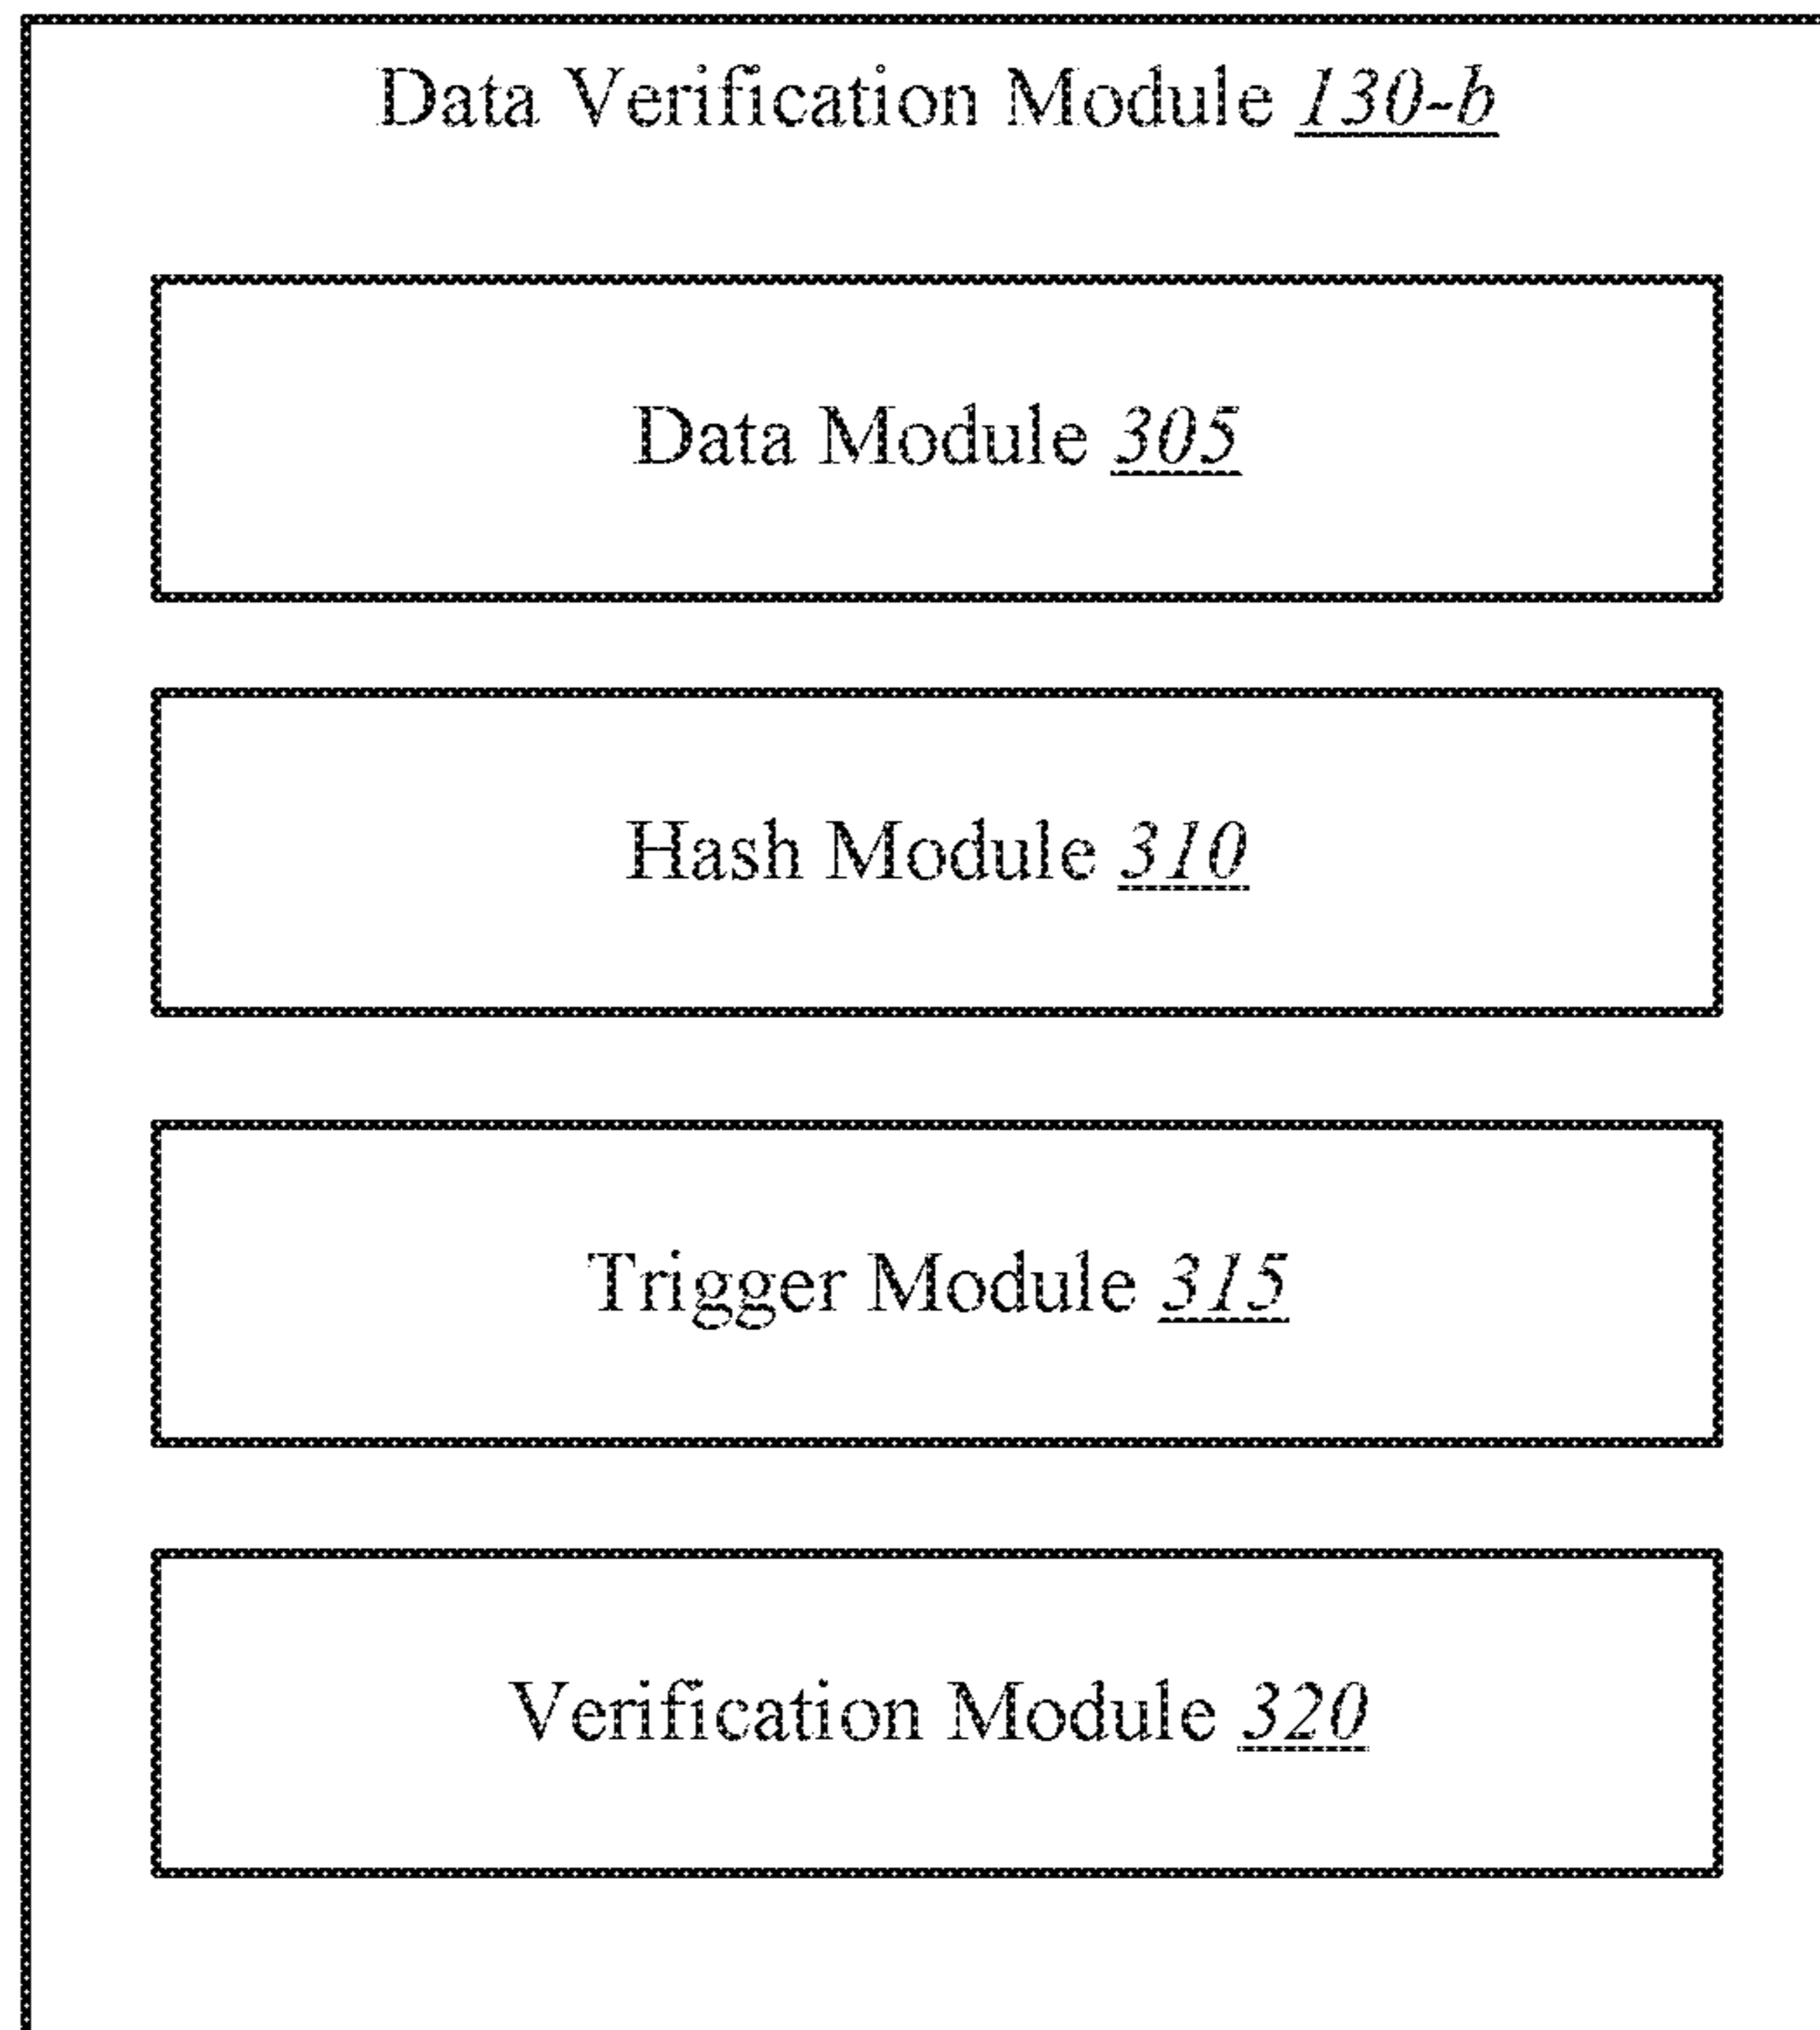 Data Verification Module 130-b
Data Module 305
Hash Module 310
Trigger Module 315
Verification Module 320